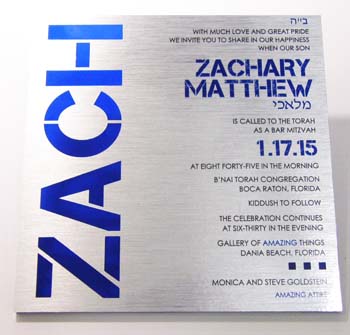 ZACH
ב״ה
WITH MUCH LOVE AND GREAT PRIDE
WE INVITE YOU TO SHARE IN OUR HAPPINESS
WHEN OUR SON
ZACHARY
MATTHEW
מלאכי
IS CALLED TO THE TORAH
AS A BAR MITZVAH
1.17.15
AT EIGHT FORTY-FIVE IN THE MORNING
B'NAI TORAH CONGREGATION
BOCA RATON, FLORIDA
KIDDUSH TO FOLLOW
THE CELEBRATION CONTINUES
AT SIX-THIRTY IN THE EVENING
GALLERY OF AMAZING THINGS
DANIA BEACH, FLORIDA
MONICA AND STEVE GOLDSTEIN
AMAZING ATTIRE